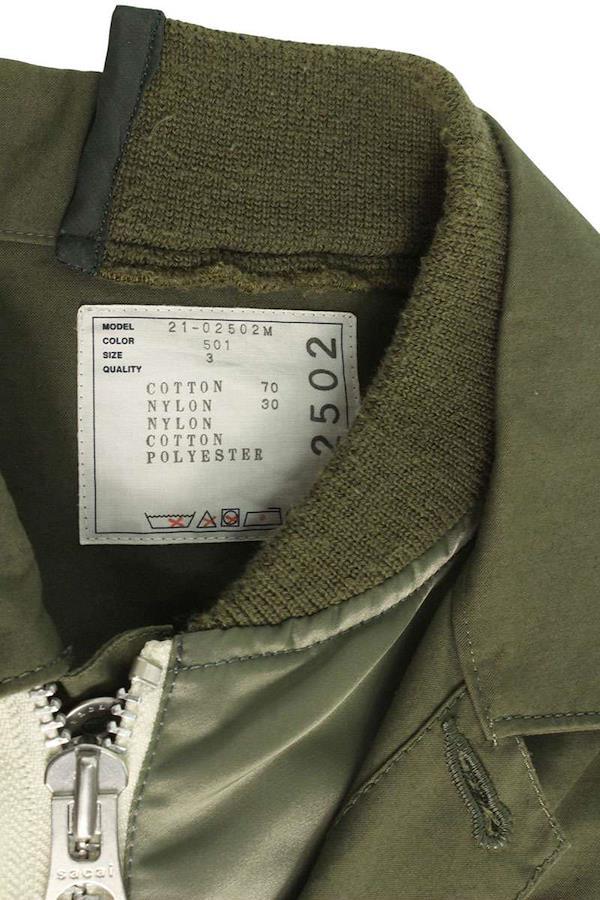 MODEL 21-02502M
COLOR 501
SIZE 3
QUALITY
COTTON 70
NYLON 30
NYLON
COTTON
POLYESTER
2502
sacai